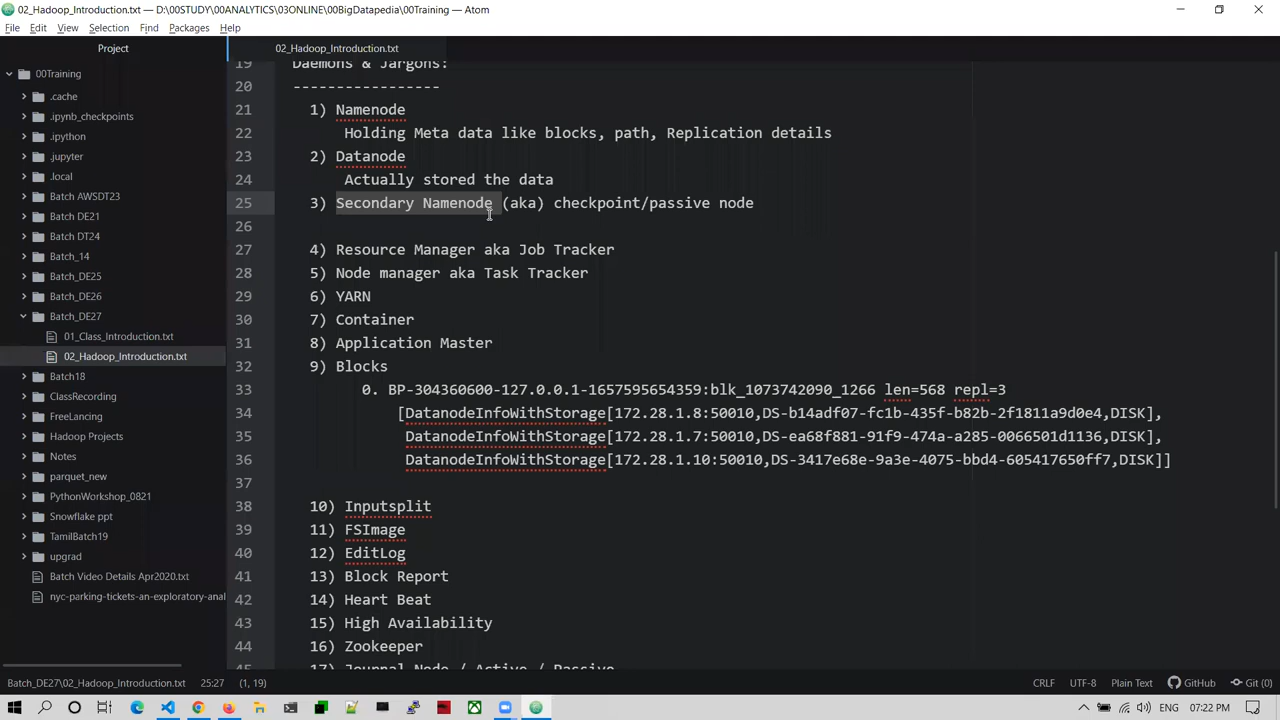 02_Hadoop_Introduction.txt — D:\00STUDY\00ANALYTICS\03ONLINE\00BigDatapedia\00Training — Atom
File Edit View Selection Find Packages Help
Project
02_Hadoop_Introduction.txt
00Training
.cache
.ipynb_checkpoints
.ipython
.jupyter
.local
Batch AWSDT23
Batch DE21
Batch DT24
Batch_14
Batch_DE25
Batch_DE26
Batch_DE27
01_Class_Introduction.txt
02_Hadoop_Introduction.txt
Batch18
ClassRecording
FreeLancing
Hadoop Projects
Notes
parquet_new
PythonWorkshop_0821
Snowflake ppt
TamilBatch19
upgrad
Batch Video Details Apr2020.txt
nyc-parking-tickets-an-exploratory-anal
19 Daemons & Jargons:
20 -----------------
21 1) Namenode
22 Holding Meta data like blocks, path, Replication details
23 2) Datanode
24 Actually stored the data
25 3) Secondary Namenode (aka) checkpoint/passive node
26
27 4) Resource Manager aka Job Tracker
28 5) Node manager aka Task Tracker
29 6) YARN
30 7) Container
31 8) Application Master
32 9) Blocks
33 0. BP-304360600-127.0.0.1-1657595654359:blk_1073742090_1266 len=568 repl=3
34 [DatanodeInfoWithStorage[172.28.1.8:50010,DS-b14adf07-fc1b-435f-b82b-2f1811a9d0e4,DISK],
35 DatanodeInfoWithStorage[172.28.1.7:50010,DS-ea68f881-91f9-474a-a285-0066501d1136,DISK],
36 DatanodeInfoWithStorage[172.28.1.10:50010,DS-3417e68e-9a3e-4075-bbd4-605417650ff7,DISK]]
37
38 10) Inputsplit
39 11) FSImage
40 12) EditLog
41 13) Block Report
42 14) Heart Beat
43 15) High Availability
44 16) Zookeeper
45 17) Journal Node / Active / Passive
Batch_DE27\02_Hadoop_Introduction.txt 25:27 (1, 19) CRLF UTF-8 Plain Text GitHub Git (0)
ENG 07:22 PM